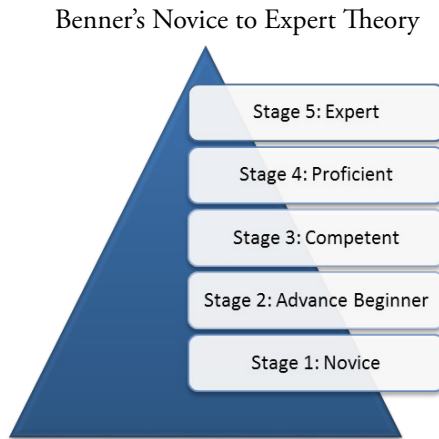 Benner’s Novice to Expert Theory
Stage 5: Expert
Stage 4: Proficient
Stage 3: Competent
Stage 2: Advance Beginner
Stage 1: Novice